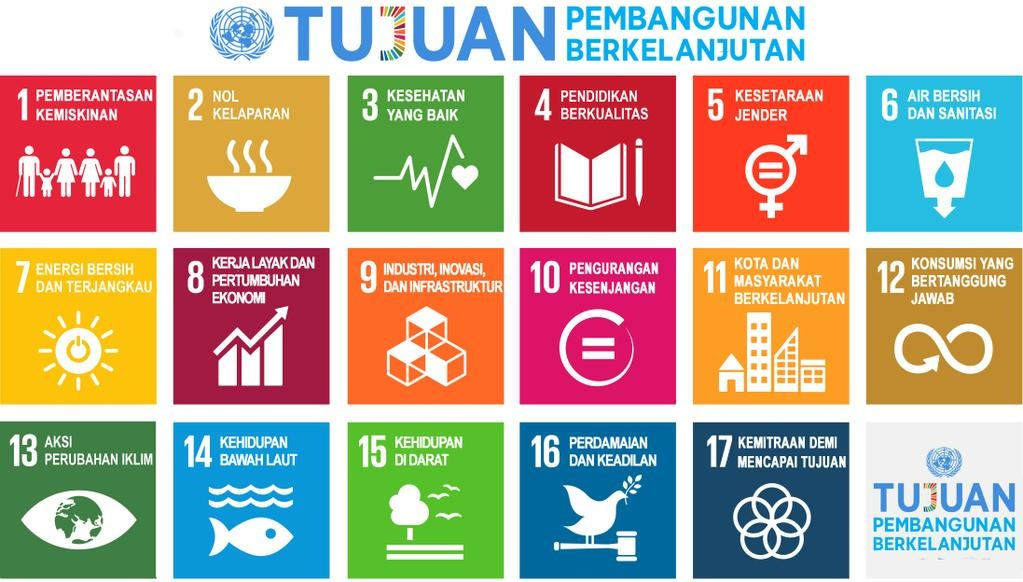 TUJUAN PEMBANGUNAN
BERKELANJUTAN
1 PEMBERANTASAN
KEMISKINAN
2 NOL
KELAPARAN
3 KESEHATAN
YANG BAIK
4 PENDIDIKAN
BERKUALITAS
5 KESETARAAN
JENDER
6 AIR BERSIH
DAN SANITASI
7 ENERGI BERSIH
DAN TERJANGKAU
8 KERJA LAYAK DAN
PERTUMBUHAN
EKONOMI
9 INDUSTRI, INOVASI,
DAN INFRASTRUKTUR
10 PENGURANGAN
KESENJANGAN
11 KOTA DAN
MASYARAKAT
BERKELANJUTAN
12 KONSUMSI YANG
BERTANGGUNG
JAWAB
13 AKSI
PERUBAHAN IKLIM
14 KEHIDUPAN
BAWAH LAUT
15 KEHIDUPAN
DI DARAT
16 PERDAMAIAN
DAN KEADILAN
17 KEMITRAAN DEMI
MENCAPAI TUJUAN
TUJUAN
PEMBANGUNAN
BERKELANJUTAN